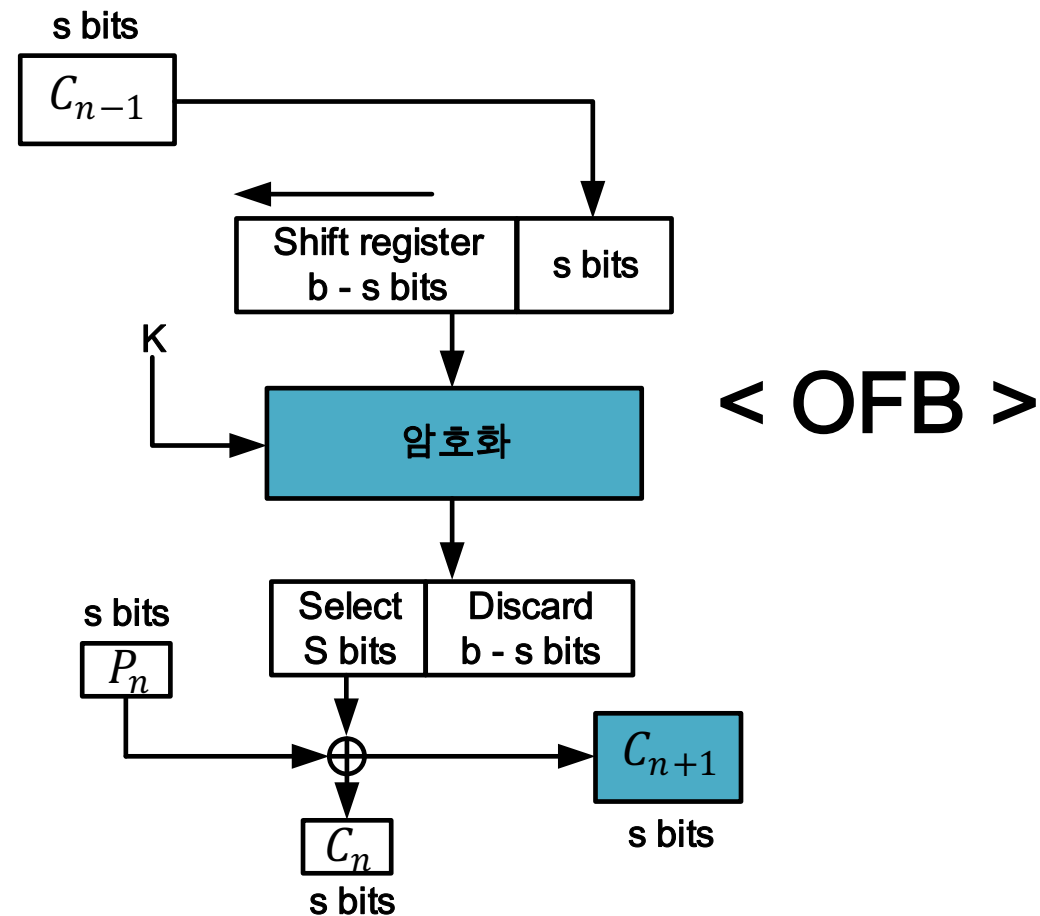 s bits
C_{n-1}
Shift register
b - s bits
s bits
K
암호화
< OFB >
Select
S bits
Discard
b - s bits
s bits
P_n
C_{n+1}
s bits
C_n
s bits